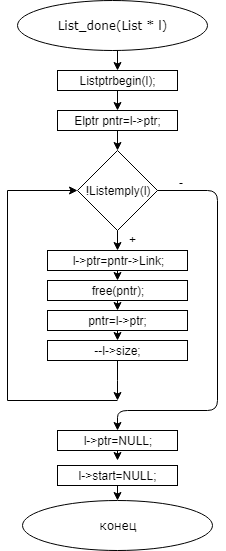 List_done(List * l)
Listptrbegin(l);
Elptr pntr=l->ptr;
!Listemply(l)
-
+
l->ptr=pntr->Link;
free(pntr);
pntr=l->ptr;
--l->size;
l->ptr=NULL;
l->start=NULL;
конец